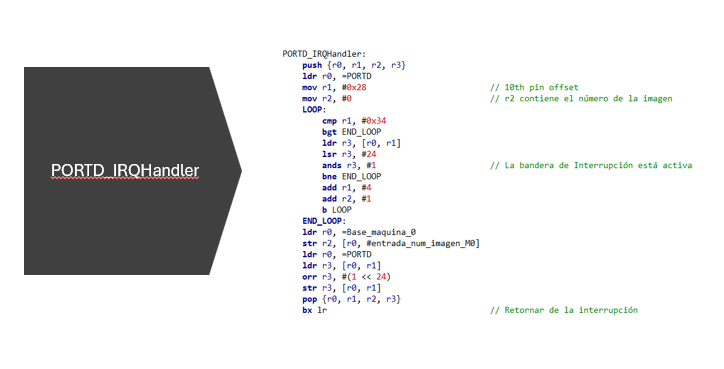 PORTD_IRQHandler
PORTD_IRQHandler:
push {r0, r1, r2, r3}
ldr r0, =PORTD
mov r1, #0x28 // 10th pin offset
mov r2, #0 // r2 contiene el número de la imagen
LOOP:
cmp r1, #0x34
bgt END_LOOP
ldr r3, [r0, r1]
lsr r3, #24
ands r3, #1 // La bandera de Interrupción está activa
bne END_LOOP
add r1, #4
add r2, #1
b LOOP
END_LOOP:
ldr r0, =Base_maquina_0
str r2, [r0, #entrada_num_imagen_M0]
ldr r0, =PORTD
ldr r3, [r0, r1]
orr r3, #(1 << 24)
str r3, [r0, r1]
pop {r0, r1, r2, r3}
bx lr // Retornar de la interrupción